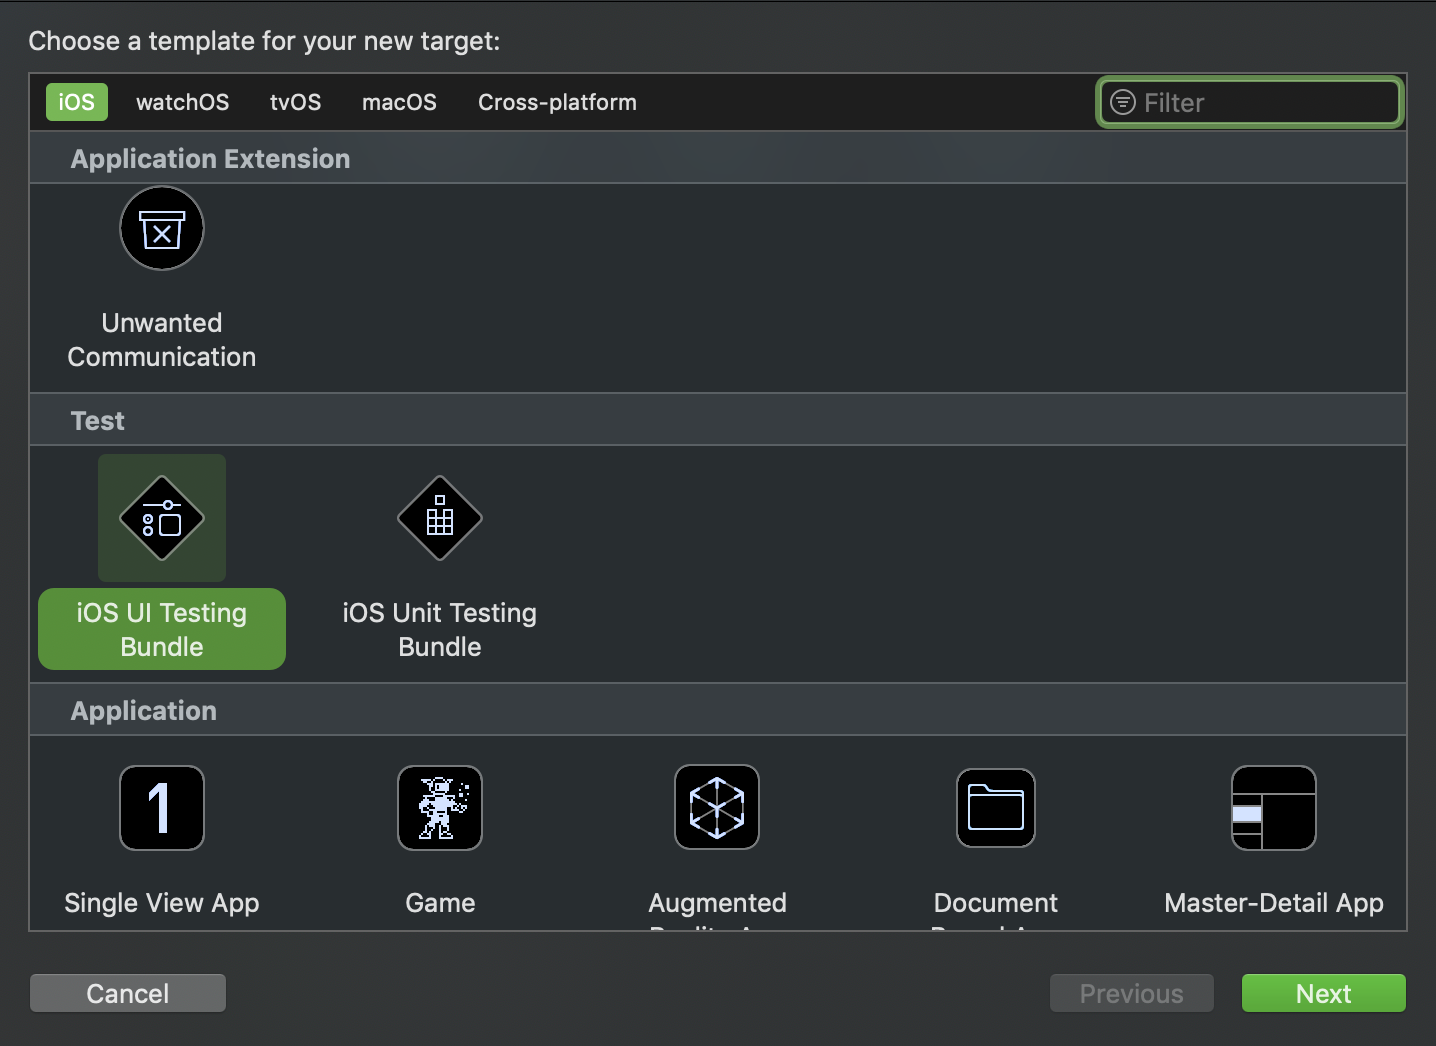 Choose a template for your new target:
iOS watchOS tvOS macOS Cross-platform Filter
Application Extension
Unwanted
Communication
Test
iOS UI Testing
Bundle
iOS Unit Testing
Bundle
Application
1
Single View App Game Augmented Document Master-Detail App
Cancel Previous Next